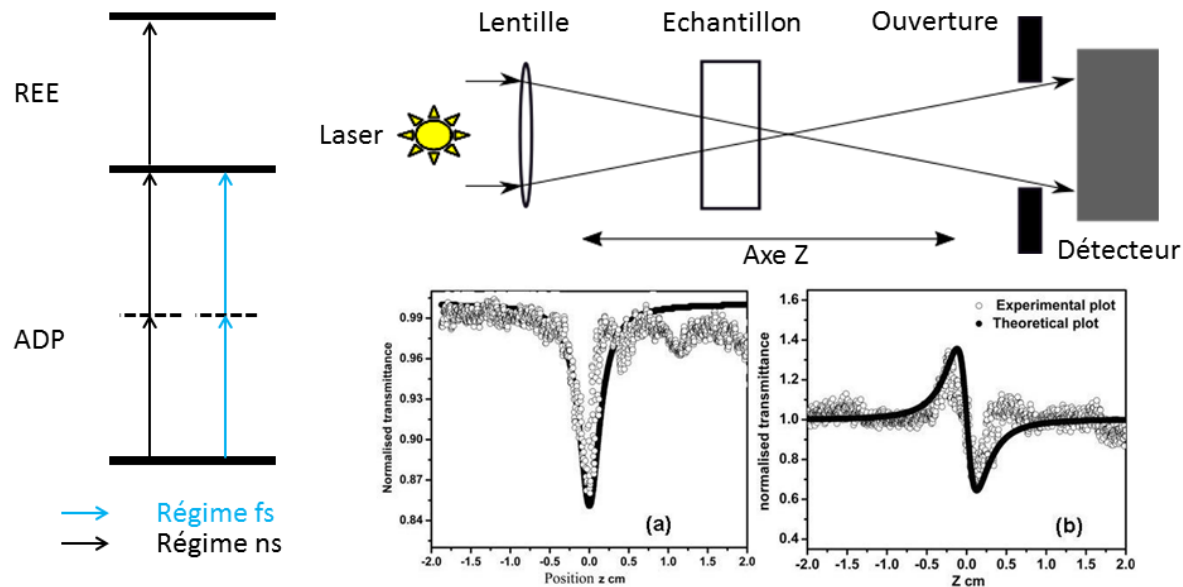 REE
ADP
Régime fs
Régime ns
Lentille
Echantillon
Ouverture
Laser
Axe Z
Détecteur
Normalised transmittance
0.99
0.96
0.93
0.90
0.87
0.84
(a)
-2.0 -1.5 -1.0 -0.5 0.0 0.5 1.0 1.5 2.0
Position z cm
normalised transmittance
1.6
1.4
1.2
1.0
0.8
0.6
0.4
Experimental plot
Theoretical plot
(b)
-2.0 -1.5 -1.0 -0.5 0.0 0.5 1.0 1.5 2.0
Z cm